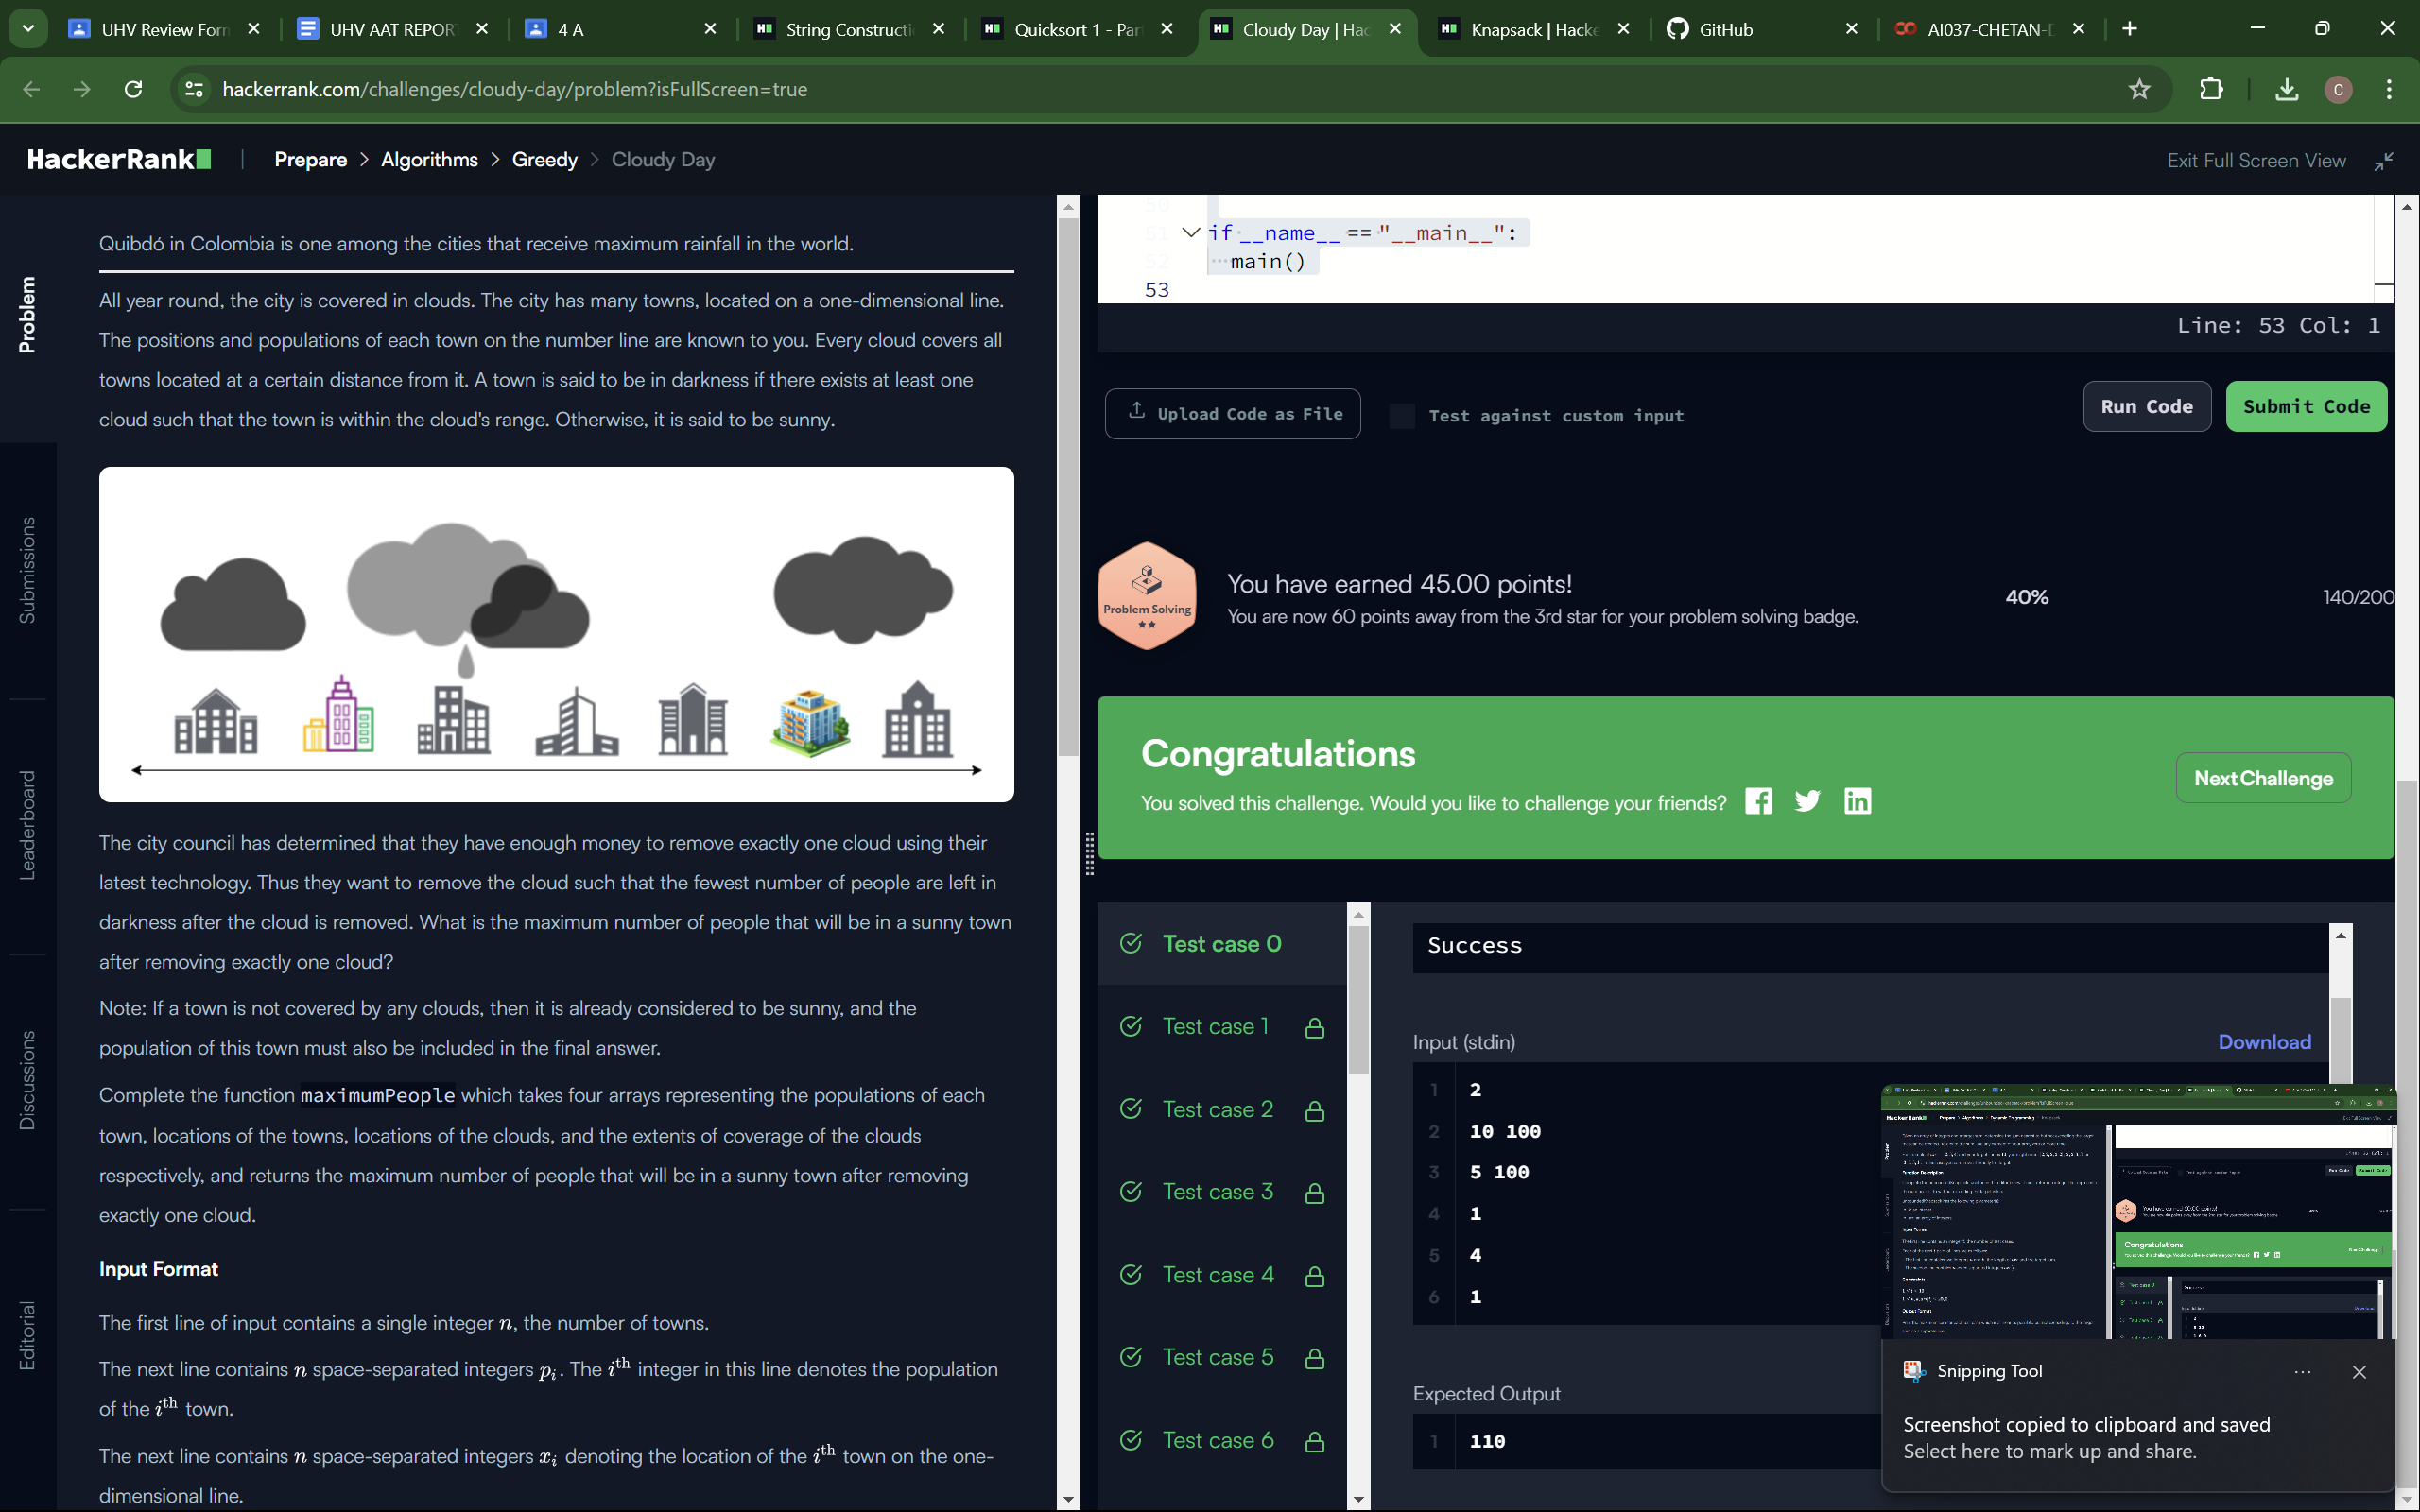 UHV Review Forn
UHV AAT REPOR
4 A
String Constructi
Quicksort 1 - Par
Cloudy Day | Hac
Knapsack | Hacke
GitHub
AI037-CHETAN-D
hackerrank.com/challenges/cloudy-day/problem?isFullScreen=true
C
HackerRank
Prepare > Algorithms > Greedy > Cloudy Day
Exit Full Screen View
Problem
Submissions
Leaderboard
Discussions
Editorial
Quibdó in Colombia is one among the cities that receive maximum rainfall in the world.
All year round, the city is covered in clouds. The city has many towns, located on a one-dimensional line.
The positions and populations of each town on the number line are known to you. Every cloud covers all
towns located at a certain distance from it. A town is said to be in darkness if there exists at least one
cloud such that the town is within the cloud's range. Otherwise, it is said to be sunny.
The city council has determined that they have enough money to remove exactly one cloud using their
latest technology. Thus they want to remove the cloud such that the fewest number of people are left in
darkness after the cloud is removed. What is the maximum number of people that will be in a sunny town
after removing exactly one cloud?
Note: If a town is not covered by any clouds, then it is already considered to be sunny, and the
population of this town must also be included in the final answer.
Complete the function maximumPeople which takes four arrays representing the populations of each
town, locations of the towns, locations of the clouds, and the extents of coverage of the clouds
respectively, and returns the maximum number of people that will be in a sunny town after removing
exactly one cloud.
Input Format
The first line of input contains a single integer n, the number of towns.
The next line contains n space-separated integers pi. The ith integer in this line denotes the population
of the ith town.
The next line contains n space-separated integers xi denoting the location of the ith town on the one-
dimensional line.
50
51 if __name__ == "__main__":
52 main()
53
Line: 53 Col: 1
Upload Code as File
Test against custom input
Run Code
Submit Code
Problem Solving
You have earned 45.00 points!
You are now 60 points away from the 3rd star for your problem solving badge.
40%
140/200
Congratulations
You solved this challenge. Would you like to challenge your friends?
Next Challenge
Test case 0
Test case 1
Test case 2
Test case 3
Test case 4
Test case 5
Test case 6
Success
Input (stdin)
Download
1 2
2 10 100
3 5 100
4 1
5 4
6 1
Expected Output
1 110
Snipping Tool
Screenshot copied to clipboard and saved
Select here to mark up and share.